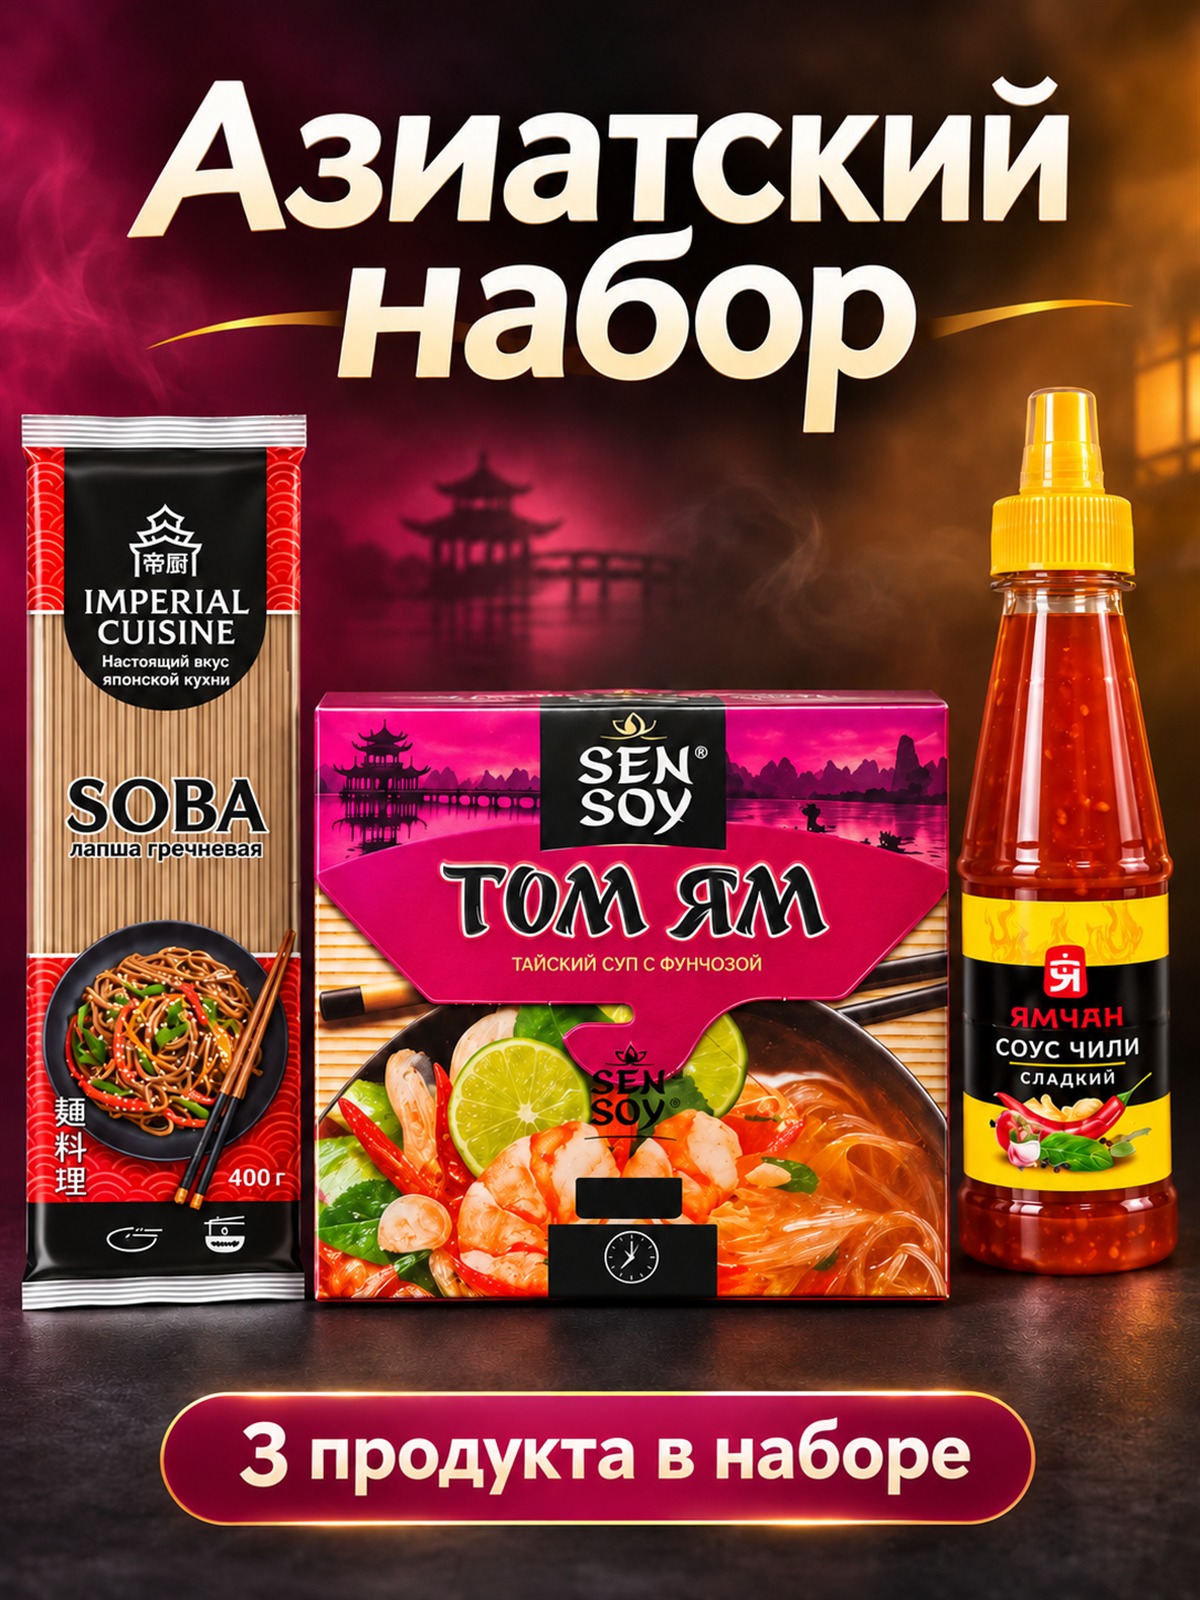 Азиатский
набор
帝厨
IMPERIAL
CUISINE
Настоящий вкус
японской кухни
SOBA
лапша гречневая
麺料理
400 г
SEN
SOY®
ТОМ ЯМ
ТАЙСКИЙ СУП С ФУНЧОЗОЙ
SEN
SOY®
Я
ЯМЧАН
СОУС ЧИЛИ
СЛАДКИЙ
3 продукта в наборе